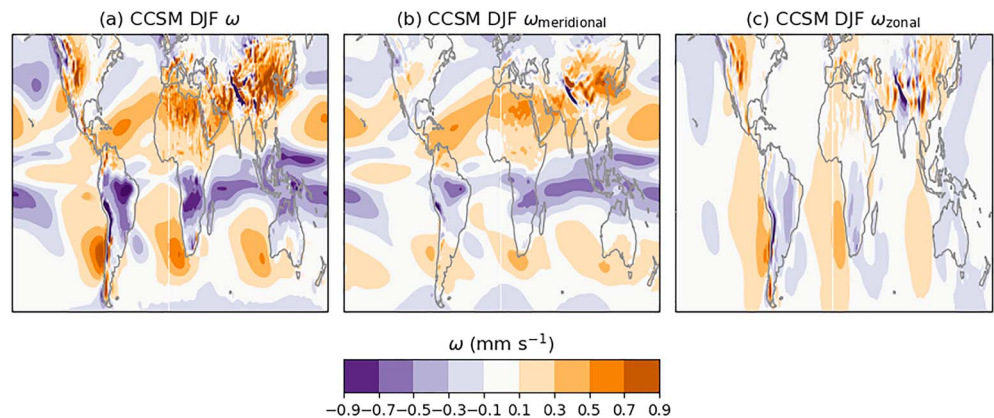 (a) CCSM DJF ω
(b) CCSM DJF ωmeridional
(c) CCSM DJF ωzonal
ω (mm s⁻¹)
−0.9 −0.7 −0.5 −0.3 −0.1 0.1 0.3 0.5 0.7 0.9